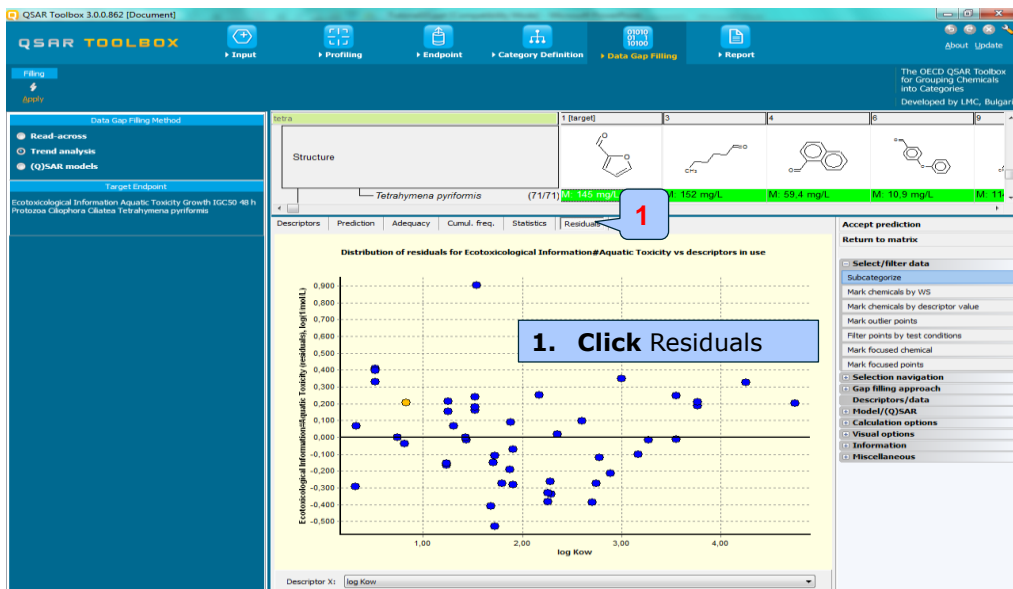 QSAR Toolbox 3.0.0.862 [Document]
QSAR TOOLBOX
Input
Profiling
Endpoint
Category Definition
01010
01
10100
Data Gap Filling
Report
About Update
Filling
Apply
The OECD QSAR Toolbox
for Grouping Chemicals
into Categories
Developed by LMC, Bulgari
Data Gap Filling Method
Read-across
Trend analysis
(Q)SAR models
Target Endpoint
Ecotoxicological Information Aquatic Toxicity Growth IGC50 48 h
Protozoa Ciliophora Ciliatea Tetrahymena pyriformis
tetra
1 [target] 3 4 6 9
Structure
CH₃
Tetrahymena pyriformis (71/71) M: 145 mg/L M: 152 mg/L M: 59,4 mg/L M: 10,9 mg/L M: 11
1
Descriptors Prediction Adequacy Cumul. freq. Statistics Residuals
Distribution of residuals for Ecotoxicological Information#Aquatic Toxicity vs descriptors in use
Ecotoxicological Information#Aquatic Toxicity (residuals), log(1/mol/L)
0,900
0,800
0,700
0,600
0,500
0,400
0,300
0,200
0,100
0,000
-0,100
-0,200
-0,300
-0,400
-0,500
1,00 2,00 3,00 4,00
log Kow
1. Click Residuals
Descriptor X: log Kow
Accept prediction
Return to matrix
Select/filter data
Subcategorize
Mark chemicals by WS
Mark chemicals by descriptor value
Mark outlier points
Filter points by test conditions
Mark focused chemical
Mark focused points
Selection navigation
Gap filling approach
Descriptors/data
Model/(Q)SAR
Calculation options
Visual options
Information
Miscellaneous